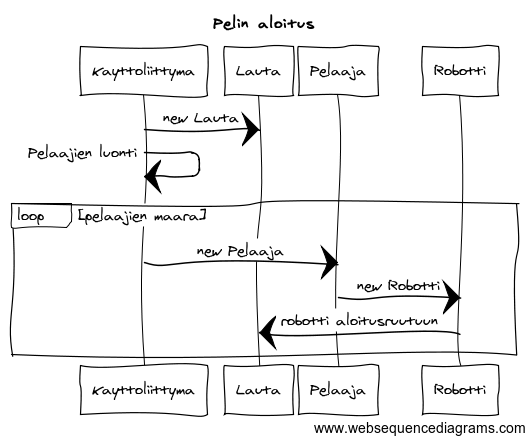 Pelin aloitus
Kayttoliittyma Lauta Pelaaja Robotti
new Lauta
Pelaajien luonti
loop [pelaajien maara]
new Pelaaja
new Robotti
robotti aloitusruutuun
Kayttoliittyma Lauta Pelaaja Robotti
www.websequencediagrams.com